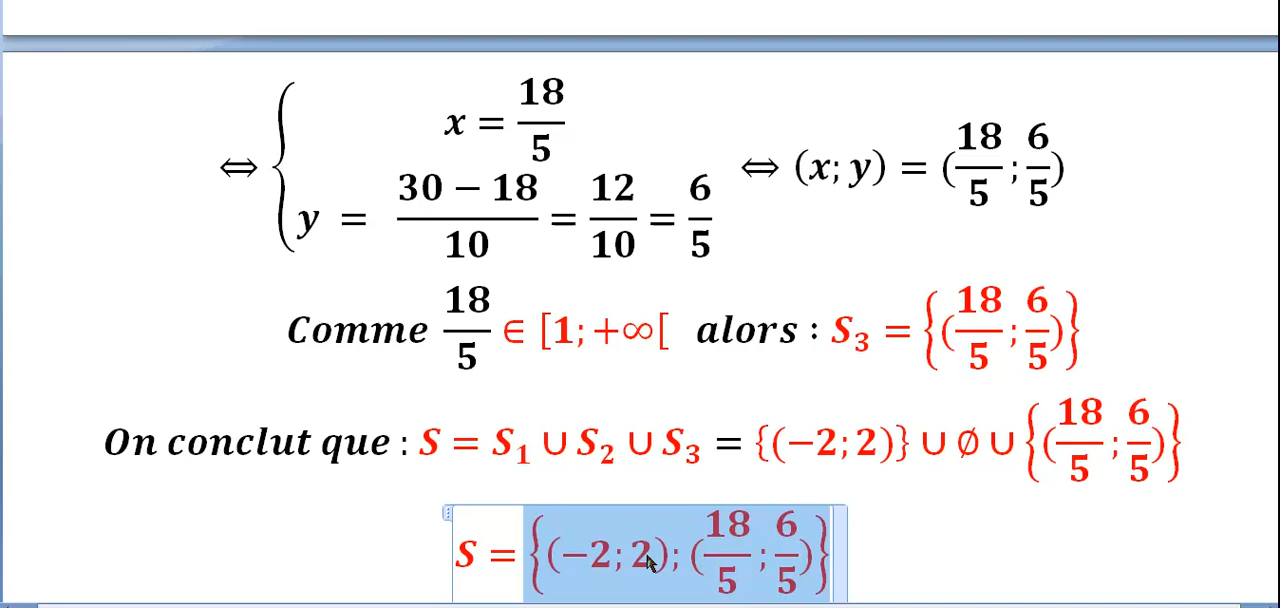 ⇔ { x = 18/5
y = (30 − 18)/10 = 12/10 = 6/5 ⇔ (x; y) = (18/5 ; 6/5)
Comme 18/5 ∈ [1; +∞[ alors : S₃ = {(18/5 ; 6/5)}
On conclut que : S = S₁ ∪ S₂ ∪ S₃ = {(−2; 2)} ∪ ∅ ∪ {(18/5 ; 6/5)}
S = {(−2; 2); (18/5 ; 6/5)}